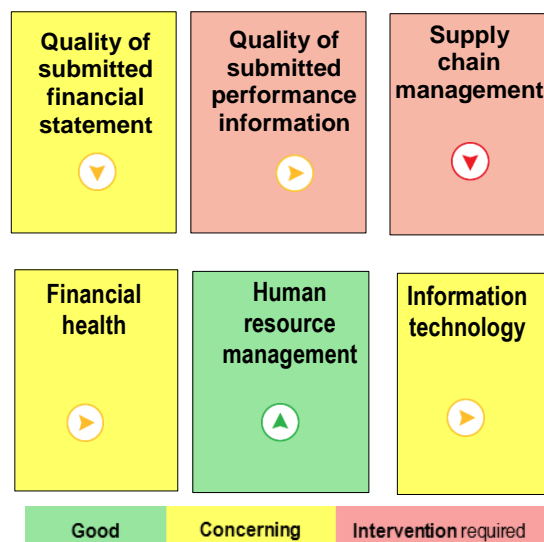 Quality of
submitted
financial
statement
Quality of
submitted
performance
information
Supply
chain
management
Financial
health
Human
resource
management
Information
technology
Good
Concerning
Intervention required